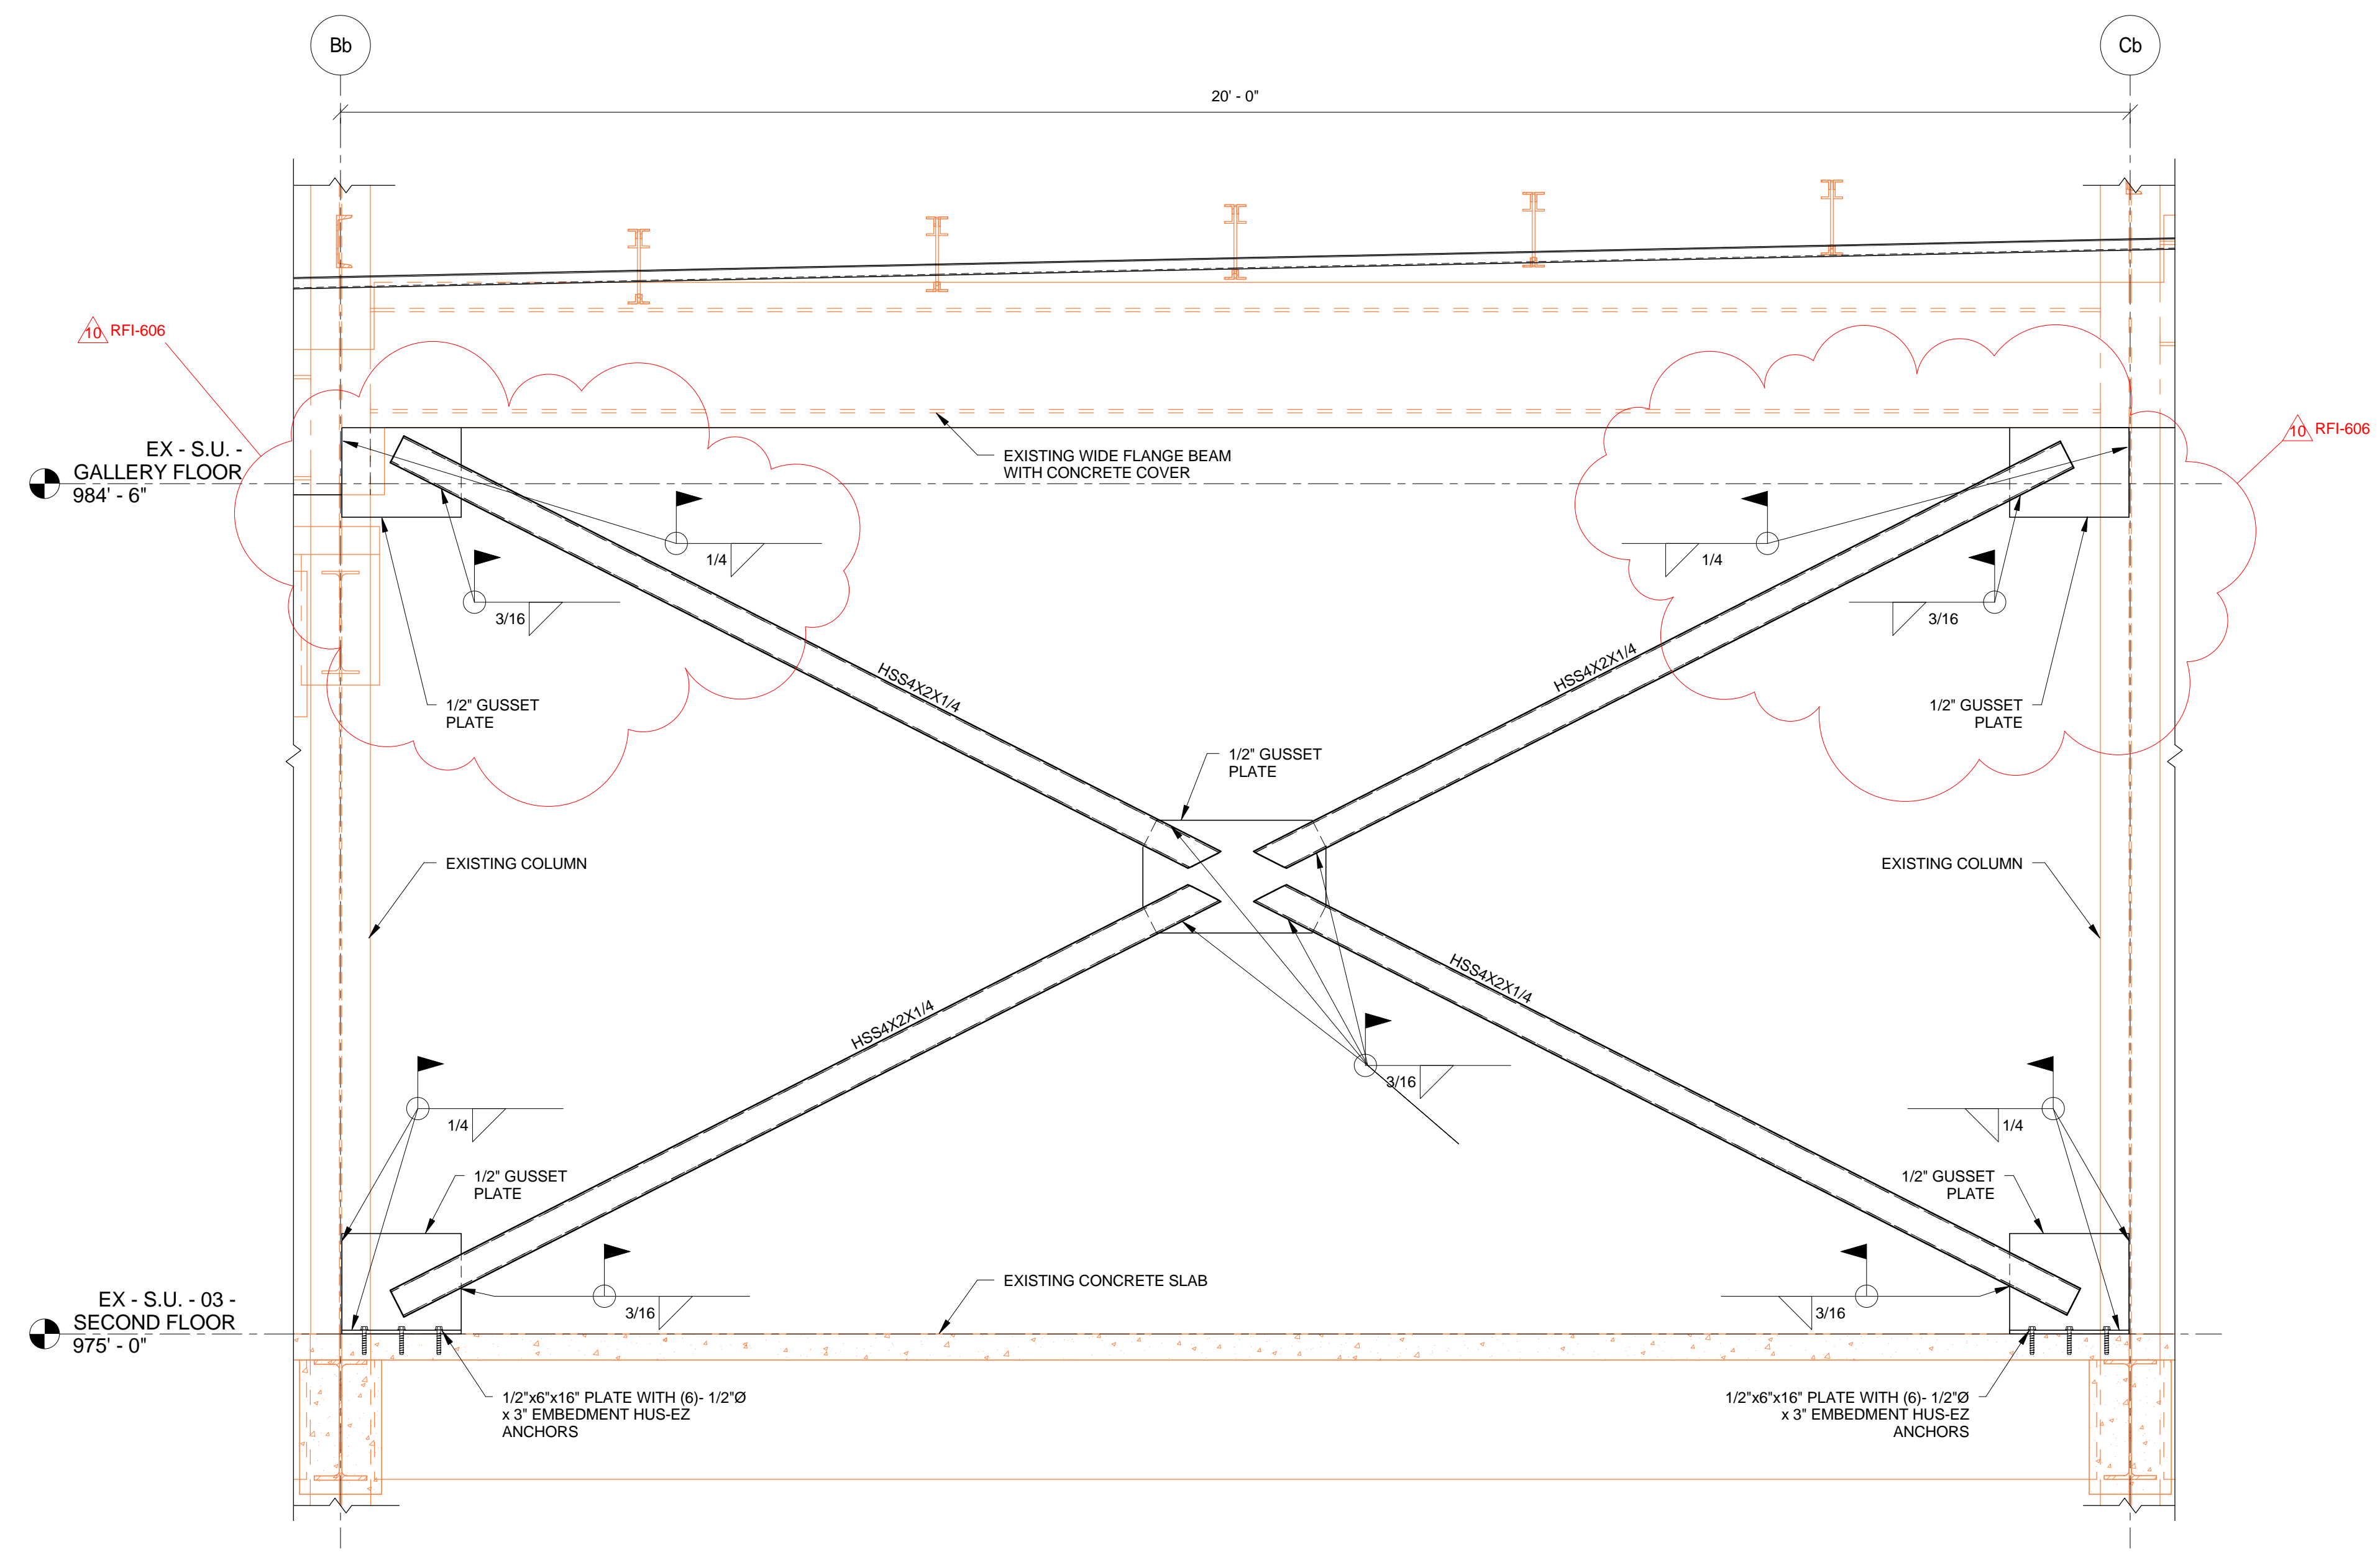 Bb
Cb
20' - 0"
10 RFI-606
10 RFI-606
EX - S.U. -
GALLERY FLOOR
984' - 6"
EXISTING WIDE FLANGE BEAM
WITH CONCRETE COVER
1/4
1/4
3/16
3/16
HSS4X2X1/4
HSS4X2X1/4
1/2" GUSSET
PLATE
1/2" GUSSET
PLATE
1/2" GUSSET
PLATE
EXISTING COLUMN
EXISTING COLUMN
HSS4X2X1/4
HSS4X2X1/4
3/16
1/4
1/4
1/2" GUSSET
PLATE
1/2" GUSSET
PLATE
EXISTING CONCRETE SLAB
3/16
3/16
EX - S.U. - 03 -
SECOND FLOOR
975' - 0"
1/2"x6"x16" PLATE WITH (6)- 1/2"Ø
x 3" EMBEDMENT HUS-EZ
ANCHORS
1/2"x6"x16" PLATE WITH (6)- 1/2"Ø
x 3" EMBEDMENT HUS-EZ
ANCHORS